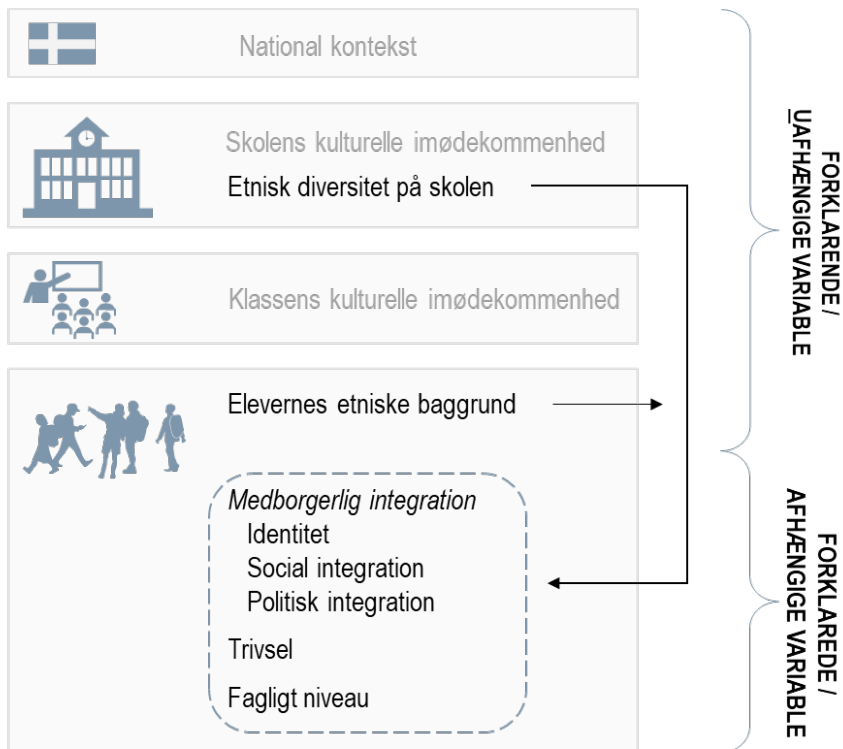 National kontekst
Skolens kulturelle imødekommenhed
Etnisk diversitet på skolen
Klassens kulturelle imødekommenhed
Elevernes etniske baggrund
Medborgerlig integration
Identitet
Social integration
Politisk integration
Trivsel
Fagligt niveau
FORKLARENDE /
UAFHÆNGIGE VARIABLE
FORKLAREDE /
AFHÆNGIGE VARIABLE